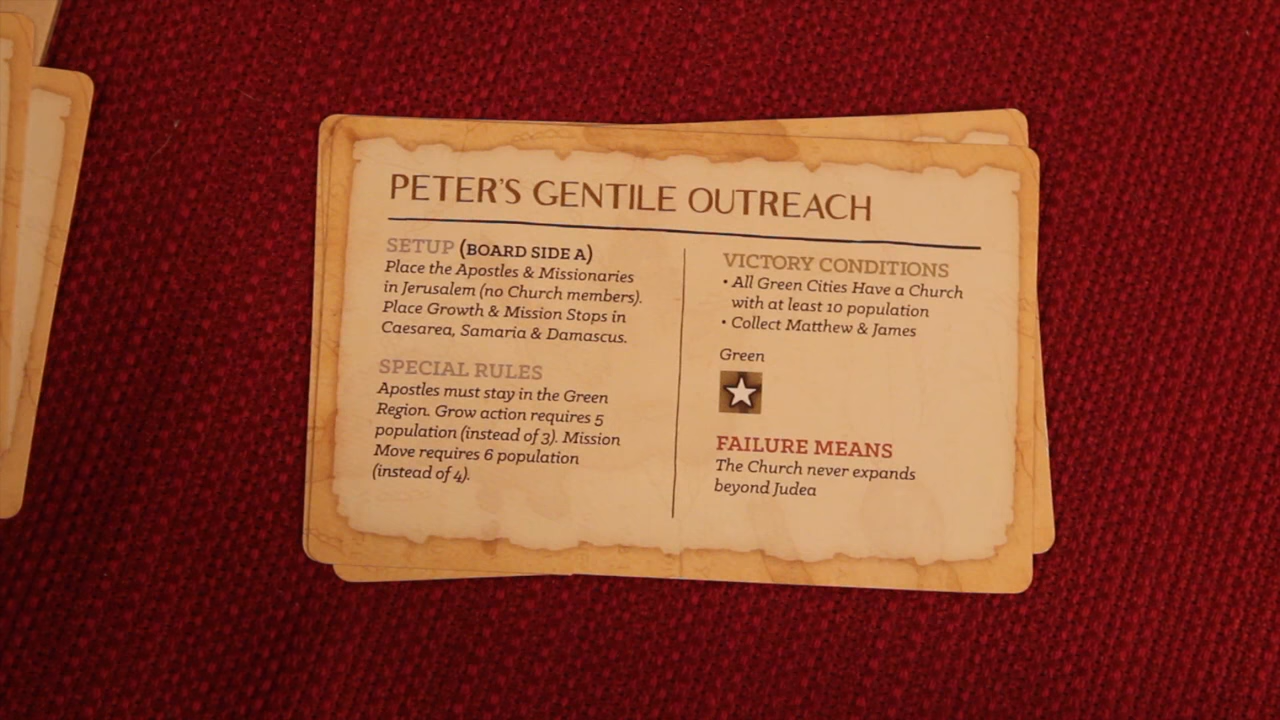 PETER'S GENTILE OUTREACH
SETUP (BOARD SIDE A)
Place the Apostles & Missionaries
in Jerusalem (no Church members).
Place Growth & Mission Stops in
Caesarea, Samaria & Damascus.
SPECIAL RULES
Apostles must stay in the Green
Region. Grow action requires 5
population (instead of 3). Mission
Move requires 6 population
(instead of 4).
VICTORY CONDITIONS
• All Green Cities Have a Church
with at least 10 population
• Collect Matthew & James
Green
FAILURE MEANS
The Church never expands
beyond Judea